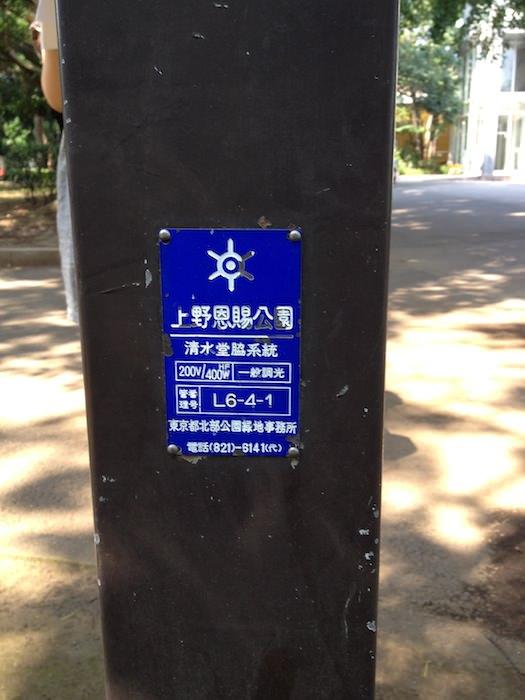 上野恩賜公園
清水堂脇系統
200V/400W HF 一般調光
管理番号 L6-4-1
東京都北部公園緑地事務所
電話(821)-6141(代)